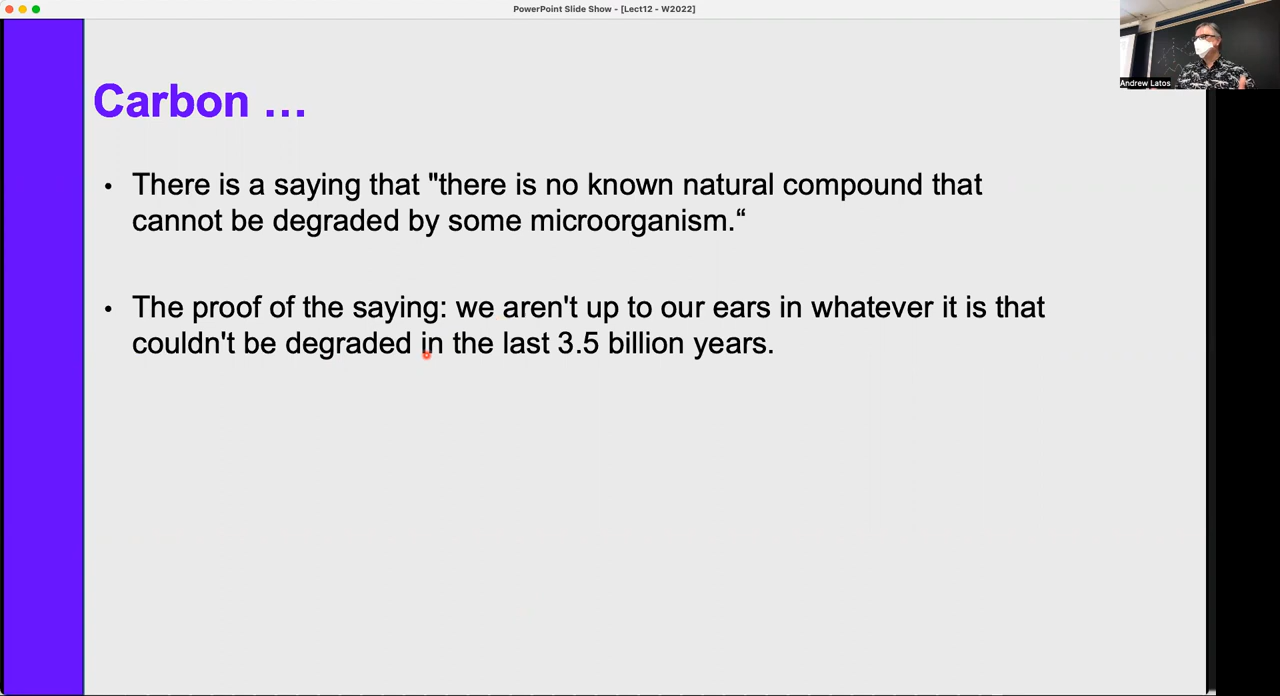 PowerPoint Slide Show - [Lect12 - W2022]
Andrew Latos
Carbon …
• There is a saying that "there is no known natural compound that
cannot be degraded by some microorganism.“
• The proof of the saying: we aren't up to our ears in whatever it is that
couldn't be degraded in the last 3.5 billion years.